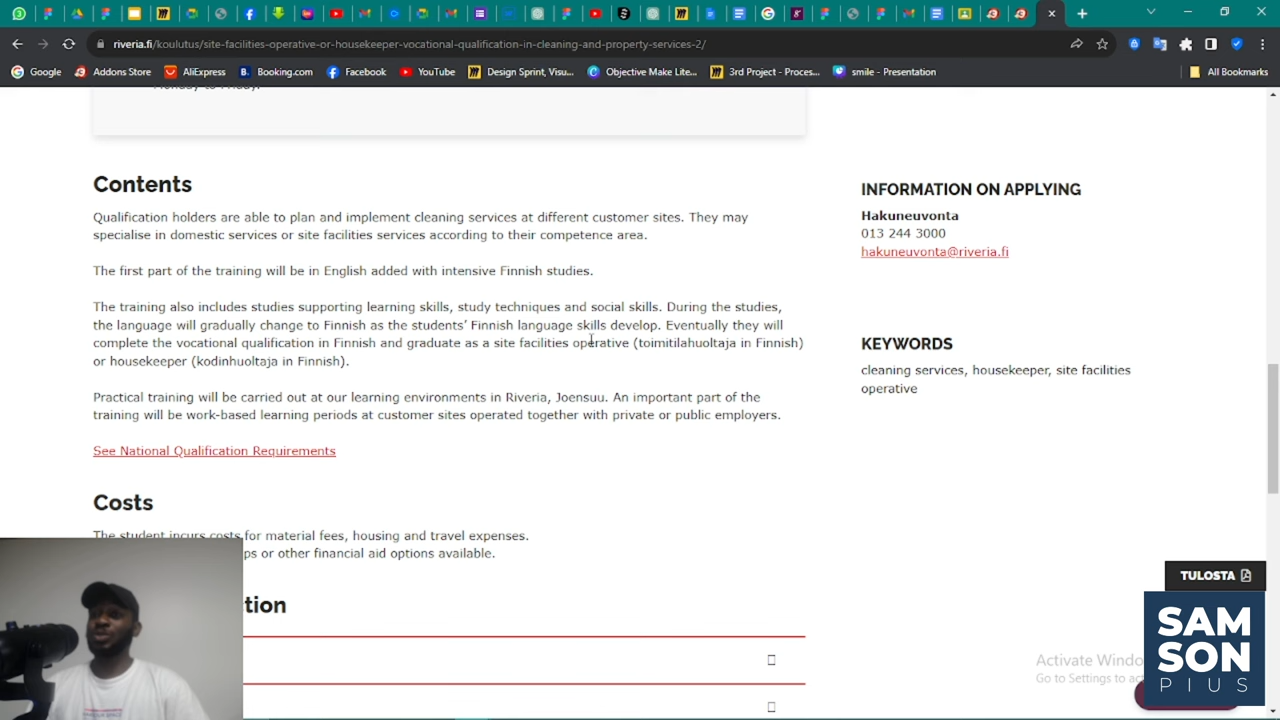 riveria.fi/koulutus/site-facilities-operative-or-housekeeper-vocational-qualification-in-cleaning-and-property-services-2/
Google
Addons Store
AliExpress
Booking.com
Facebook
YouTube
Design Sprint, Visu...
Objective Make Lite...
3rd Project - Proces...
smile - Presentation
All Bookmarks
Monday to Friday.
Contents
Qualification holders are able to plan and implement cleaning services at different customer sites. They may
specialise in domestic services or site facilities services according to their competence area.
The first part of the training will be in English added with intensive Finnish studies.
The training also includes studies supporting learning skills, study techniques and social skills. During the studies,
the language will gradually change to Finnish as the students' Finnish language skills develop. Eventually they will
complete the vocational qualification in Finnish and graduate as a site facilities operative (toimitilahuoltaja in Finnish)
or housekeeper (kodinhuoltaja in Finnish).
Practical training will be carried out at our learning environments in Riveria, Joensuu. An important part of the
training will be work-based learning periods at customer sites operated together with private or public employers.
See National Qualification Requirements
Costs
The student incurs costs for material fees, housing and travel expenses.
ps or other financial aid options available.
tion
INFORMATION ON APPLYING
Hakuneuvonta
013 244 3000
hakuneuvonta@riveria.fi
KEYWORDS
cleaning services, housekeeper, site facilities
operative
TULOSTA
Activate Windo
Go to Settings to act
SAM
SON
PIUS